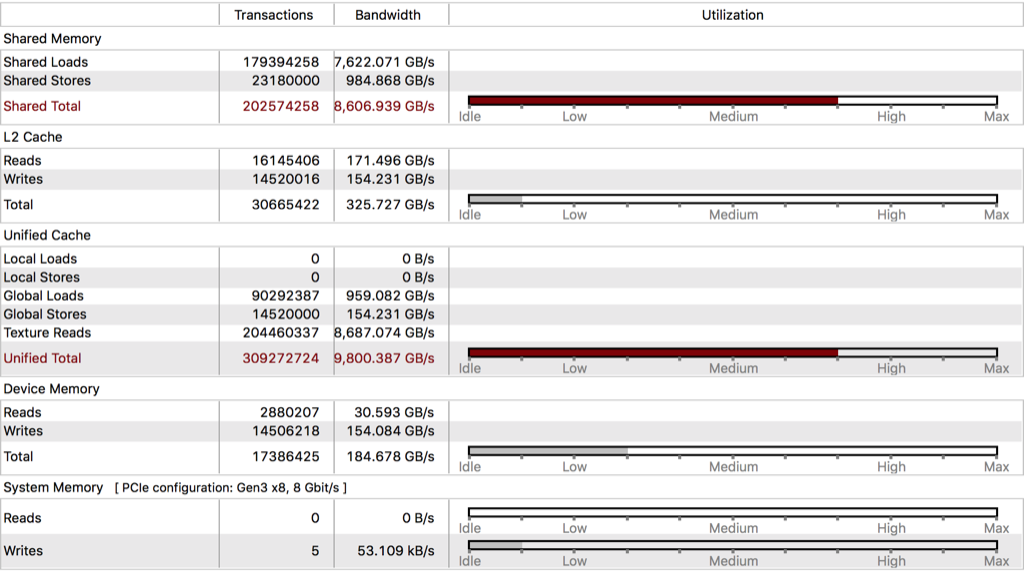 Transactions Bandwidth Utilization
Shared Memory
Shared Loads 179394258 7,622.071 GB/s
Shared Stores 23180000 984.868 GB/s
Shared Total 202574258 8,606.939 GB/s
Idle Low Medium High Max
L2 Cache
Reads 16145406 171.496 GB/s
Writes 14520016 154.231 GB/s
Total 30665422 325.727 GB/s
Idle Low Medium High Max
Unified Cache
Local Loads 0 0 B/s
Local Stores 0 0 B/s
Global Loads 90292387 959.082 GB/s
Global Stores 14520000 154.231 GB/s
Texture Reads 204460337 8,687.074 GB/s
Unified Total 309272724 9,800.387 GB/s
Idle Low Medium High Max
Device Memory
Reads 2880207 30.593 GB/s
Writes 14506218 154.084 GB/s
Total 17386425 184.678 GB/s
Idle Low Medium High Max
System Memory [ PCIe configuration: Gen3 x8, 8 Gbit/s ]
Reads 0 0 B/s
Idle Low Medium High Max
Writes 5 53.109 kB/s
Idle Low Medium High Max